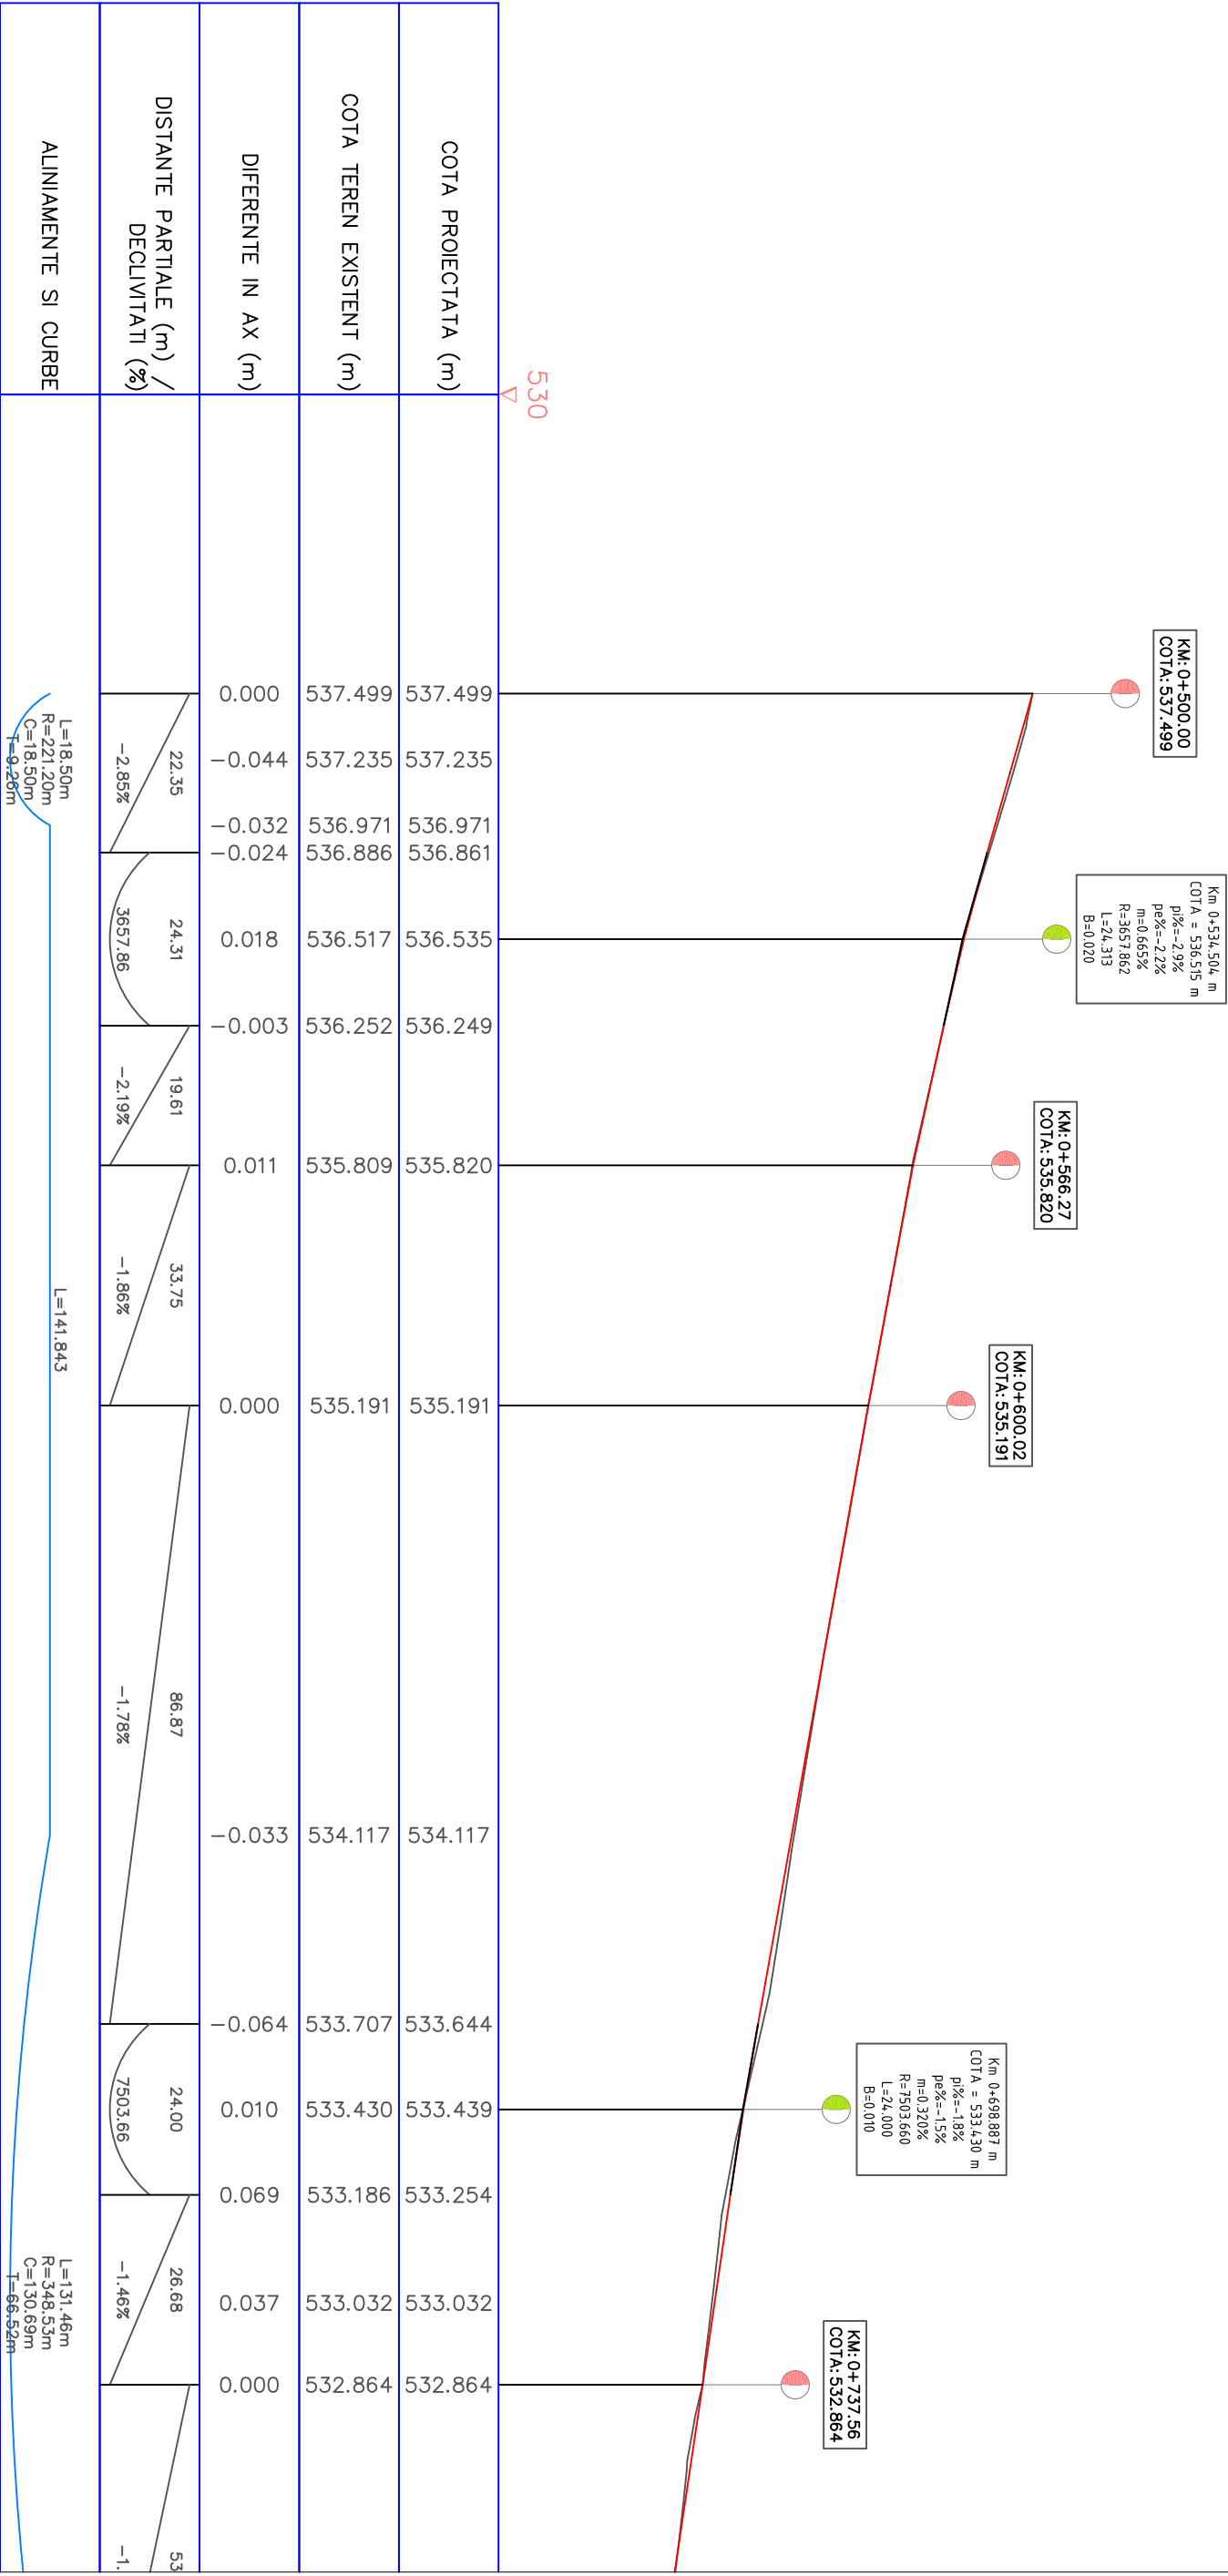 KM: 0+500.00
COTA: 537.499
Km 0+534.504 m
COTA = 536.515 m
pi%=-2.9%
pe%=-2.2%
m=0.665%
R=3657.862
L=24.313
B=0.020
KM: 0+566.27
COTA: 535.820
KM: 0+600.02
COTA: 535.191
Km 0+698.887 m
COTA = 533.430 m
pi%=-1.8%
pe%=-1.5%
m=0.320%
R=7503.660
L=24.000
B=0.010
KM: 0+737.56
COTA: 532.864
530
COTA PROIECTATA (m)
537.499
537.235
536.971
536.861
536.535
536.249
535.820
535.191
534.117
533.644
533.439
533.254
533.032
532.864
COTA TEREN EXISTENT (m)
537.499
537.235
536.971
536.886
536.517
536.252
535.809
535.191
534.117
533.707
533.430
533.186
533.032
532.864
DIFERENTE IN AX (m)
0.000
-0.044
-0.032
-0.024
0.018
-0.003
0.011
0.000
-0.033
-0.064
0.010
0.069
0.037
0.000
DISTANTE PARTIALE (m) /
DECLIVITATI (%)
22.35
-2.85%
24.31
3657.86
19.61
-2.19%
33.75
-1.86%
86.87
-1.78%
24.00
7503.66
26.68
-1.46%
53
-1.
ALINIAMENTE SI CURBE
L=18.50m
R=221.20m
C=18.50m
T=9.26m
L=141.843
L=131.46m
R=348.53m
C=130.69m
T=66.52m